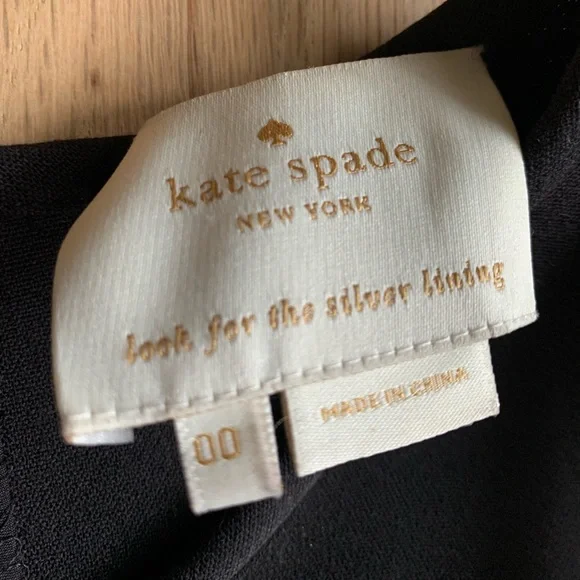 kate spade
NEW YORK
look for the silver lining
00
MADE IN CHINA